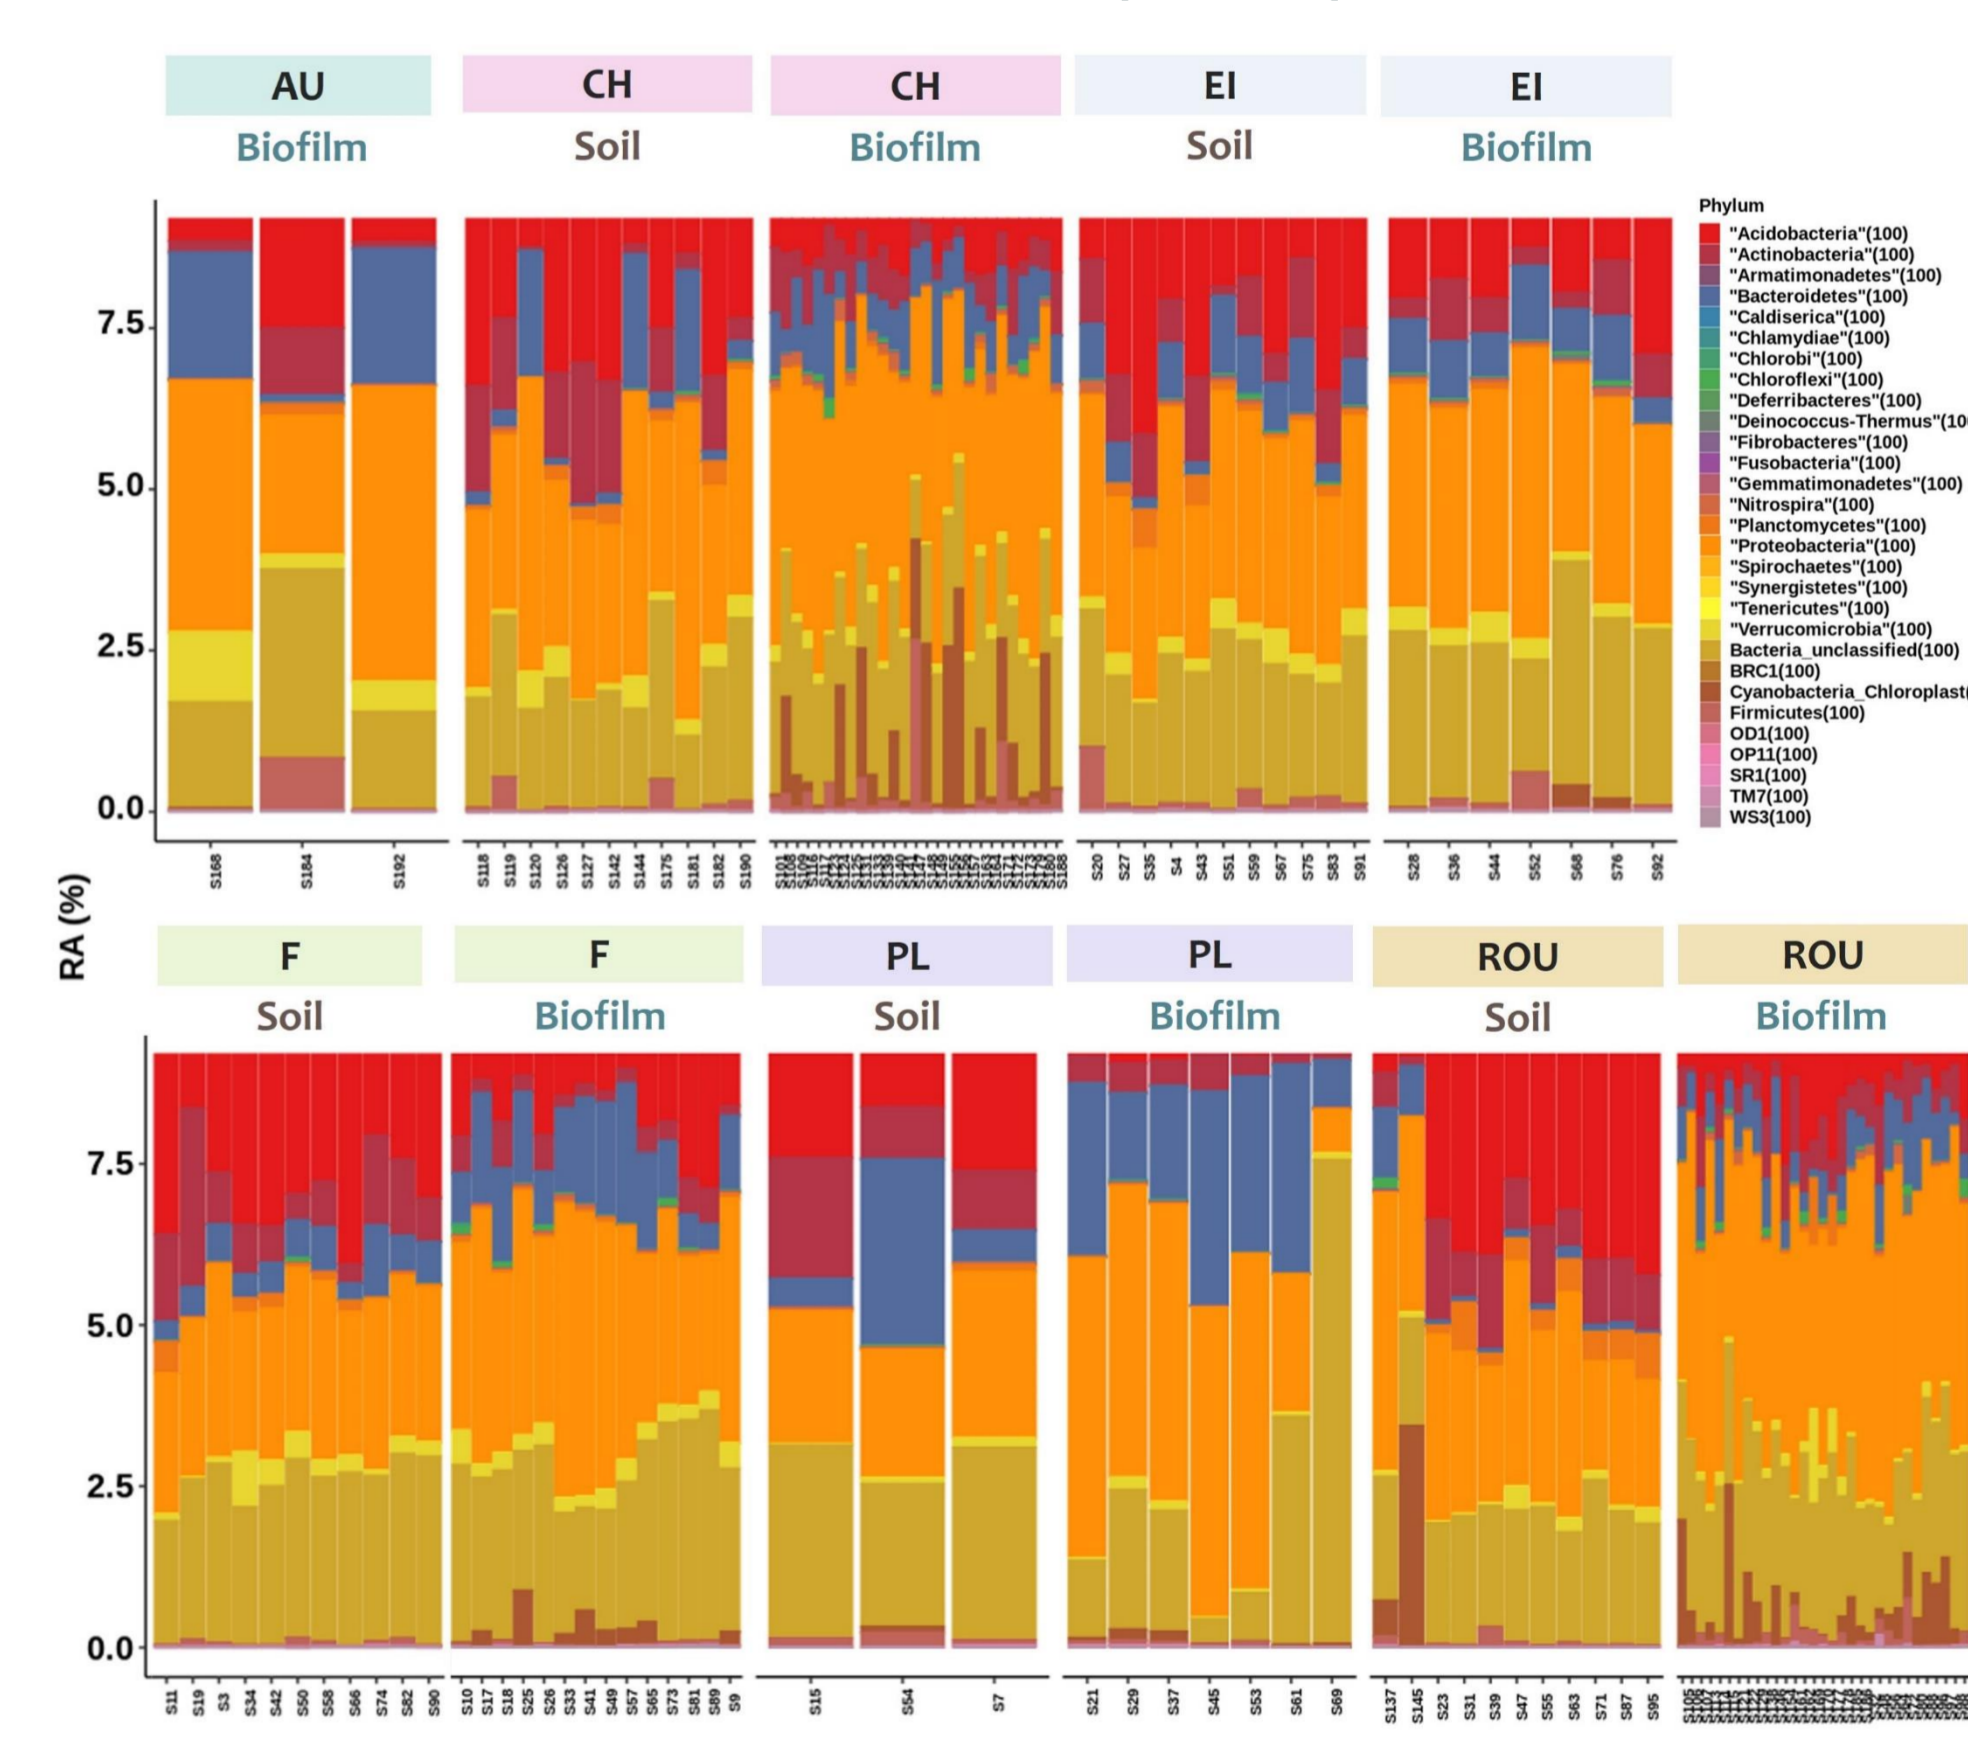 AU CH CH EI EI
Biofilm Soil Biofilm Soil Biofilm
Phylum
"Acidobacteria"(100)
"Actinobacteria"(100)
"Armatimonadetes"(100)
"Bacteroidetes"(100)
"Caldiserica"(100)
"Chlamydiae"(100)
"Chlorobi"(100)
"Chloroflexi"(100)
"Deferribacteres"(100)
"Deinococcus-Thermus"(10
"Fibrobacteres"(100)
"Fusobacteria"(100)
"Gemmatimonadetes"(100)
"Nitrospira"(100)
"Planctomycetes"(100)
"Proteobacteria"(100)
"Spirochaetes"(100)
"Synergistetes"(100)
"Tenericutes"(100)
"Verrucomicrobia"(100)
Bacteria_unclassified(100)
BRC1(100)
Cyanobacteria_Chloroplast(
Firmicutes(100)
OD1(100)
OP11(100)
SR1(100)
TM7(100)
WS3(100)
7.5
5.0
2.5
0.0
S168 S184 S192
S118 S119 S120 S126 S127 S142 S144 S175 S181 S182 S190
S20 S27 S35 S4 S43 S51 S59 S67 S75 S83 S91
S28 S36 S44 S52 S68 S76 S92
RA (%)
F F PL PL ROU ROU
Soil Biofilm Soil Biofilm Soil Biofilm
7.5
5.0
2.5
0.0
S11 S19 S3 S34 S42 S50 S58 S66 S74 S82 S90
S10 S17 S18 S25 S26 S33 S41 S49 S57 S65 S73 S81 S89 S9
S15 S54 S7
S21 S29 S37 S45 S53 S61 S69
S137 S145 S23 S31 S39 S47 S55 S63 S71 S87 S95